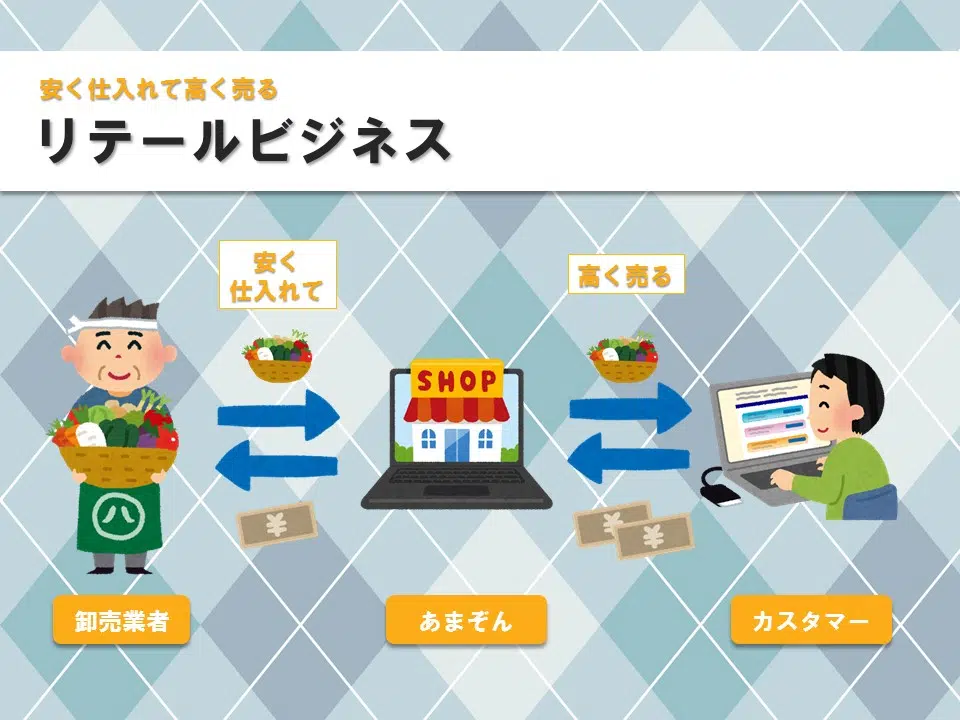 安く仕入れて高く売る
リテールビジネス
安く
仕入れて
高く売る
SHOP
八
¥
¥
¥
卸売業者
あまぞん
カスタマー